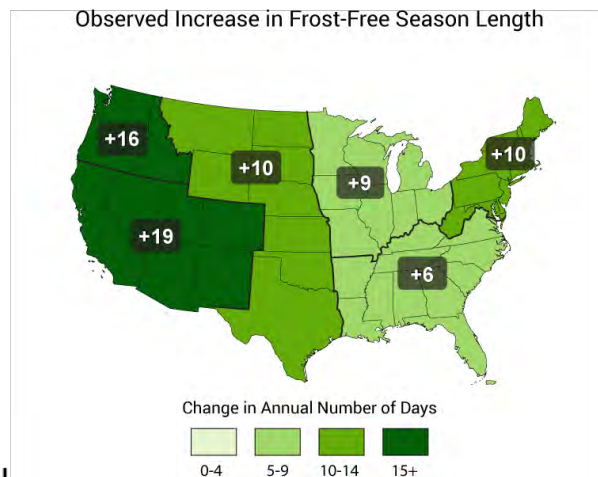 Observed Increase in Frost-Free Season Length
+16
+10
+10
+9
+19
+6
Change in Annual Number of Days
0-4 5-9 10-14 15+